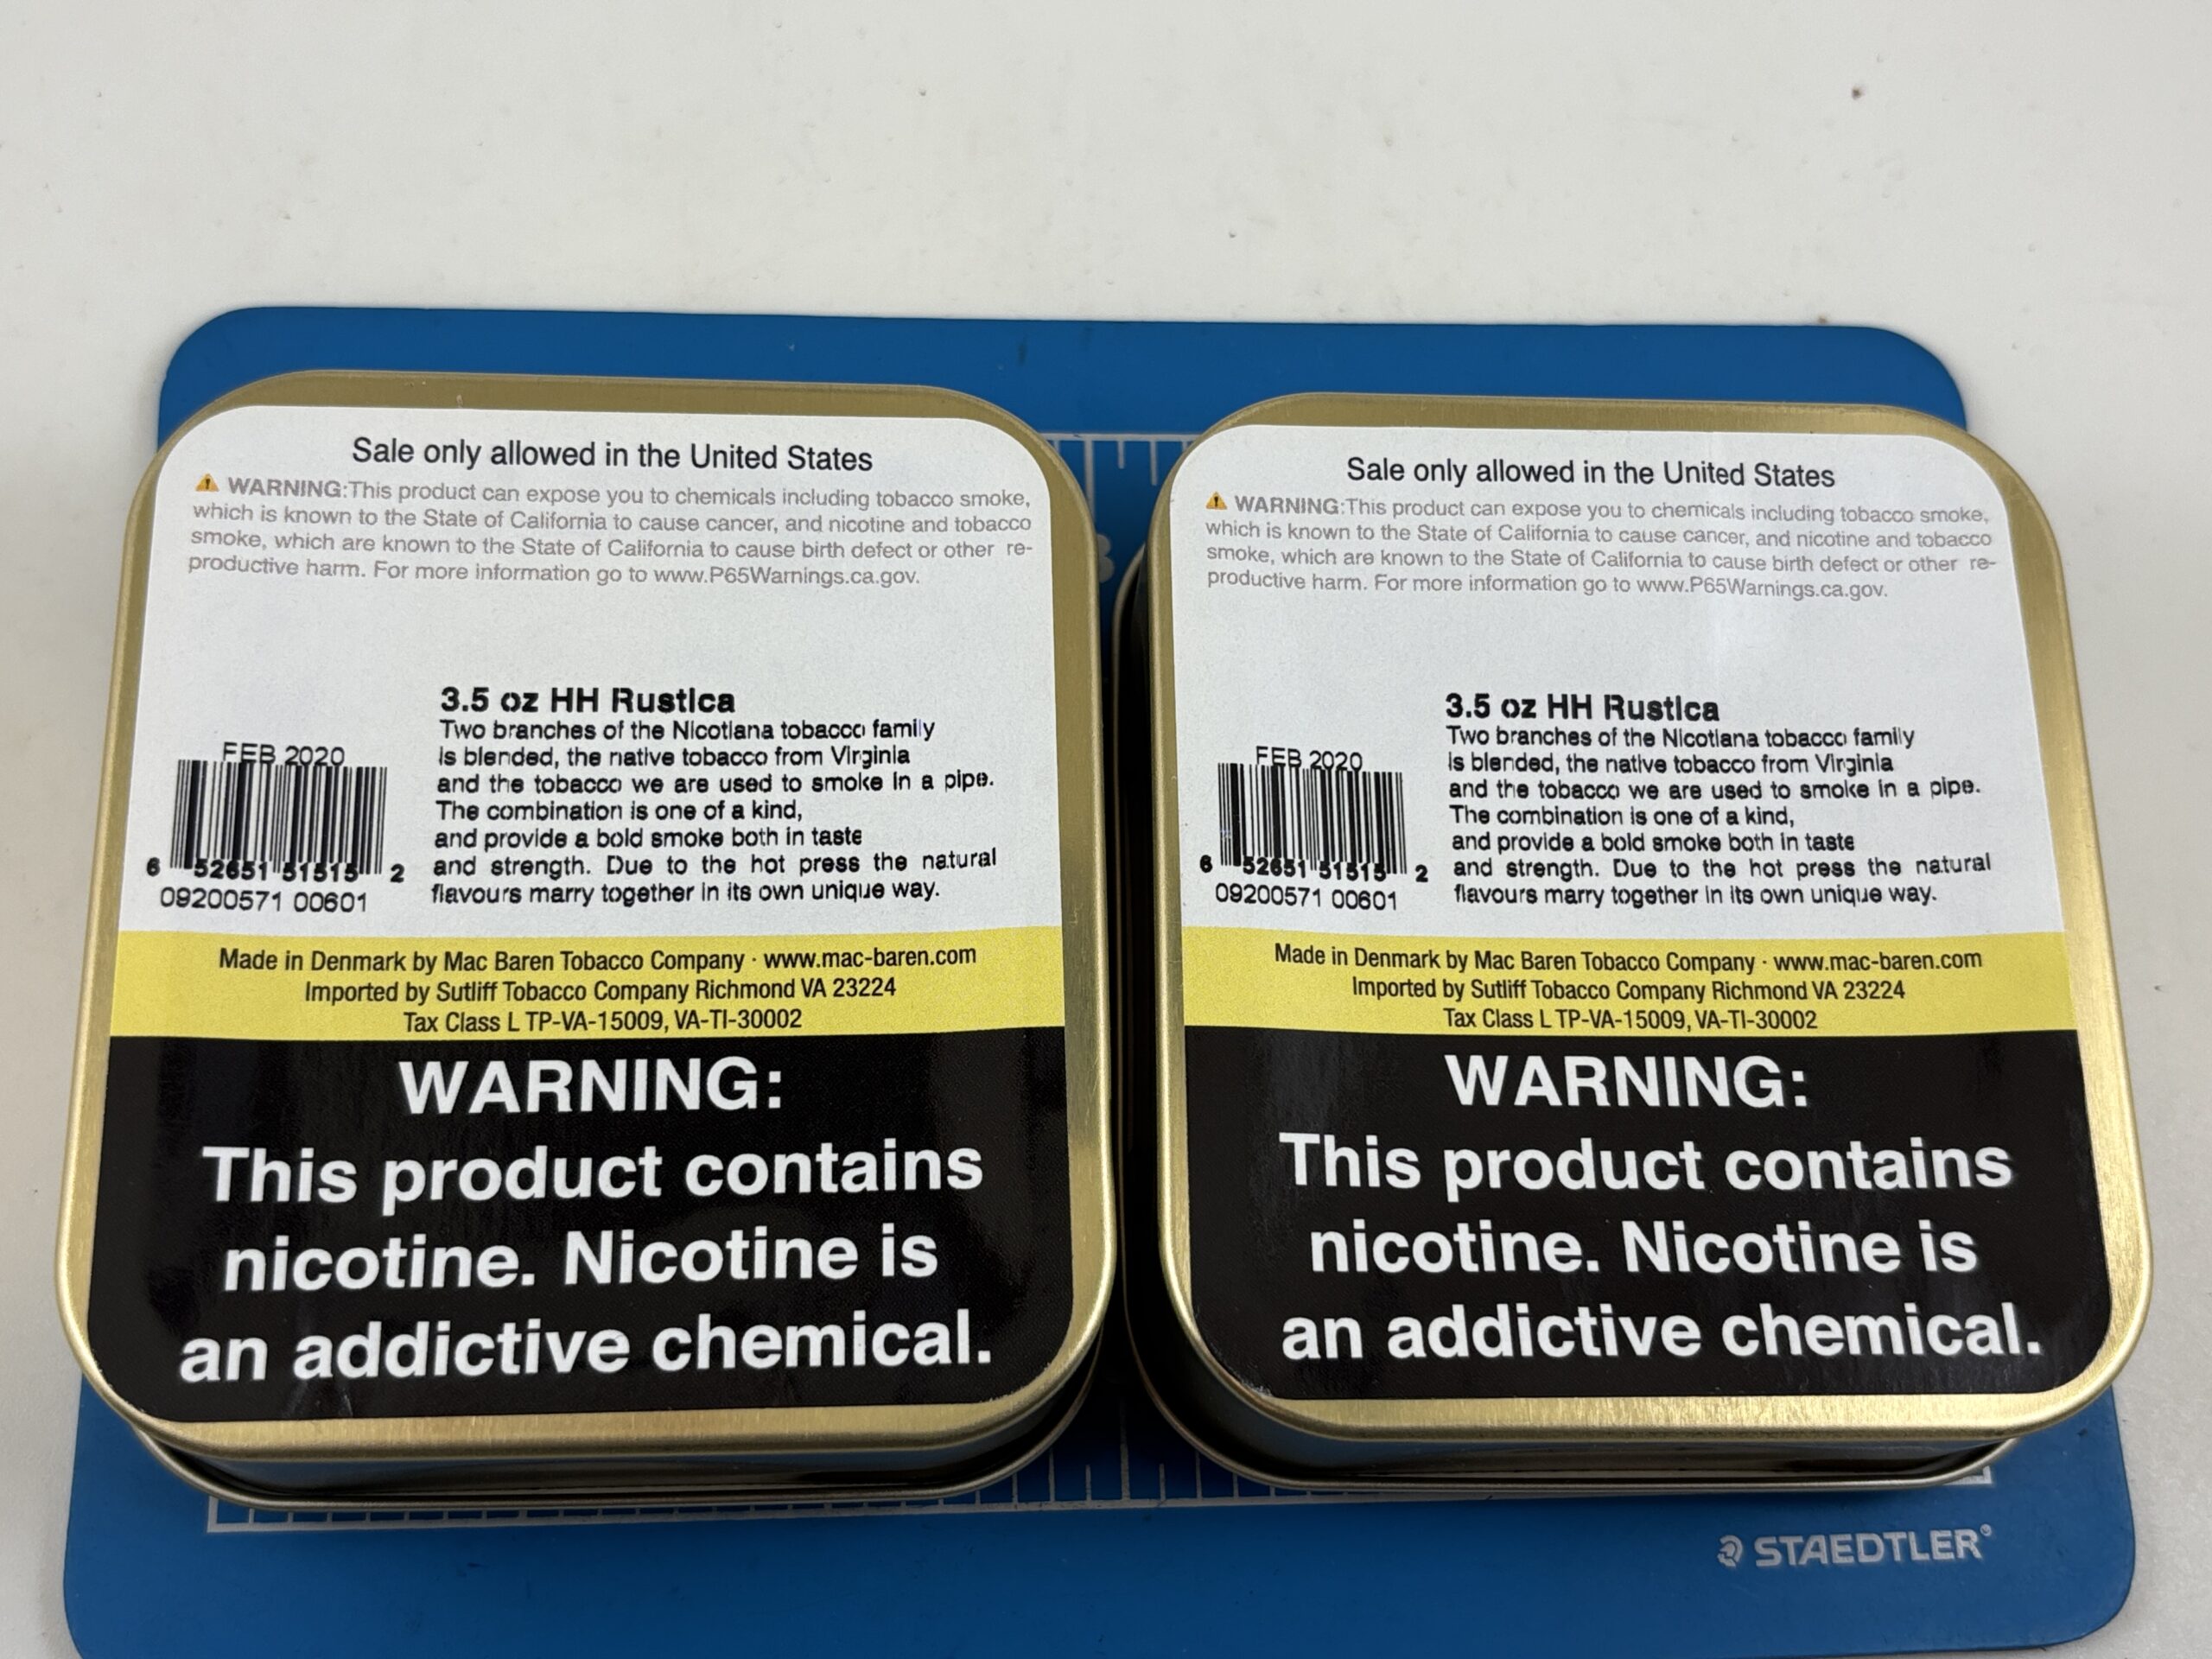 Sale only allowed in the United States
⚠ WARNING:This product can expose you to chemicals including tobacco smoke,
which is known to the State of California to cause cancer, and nicotine and tobacco
smoke, which are known to the State of California to cause birth defect or other re-
productive harm. For more information go to www.P65Warnings.ca.gov.
3.5 oz HH Rustica
Two branches of the Nicotiana tobacco family
is blended, the native tobacco from Virginia
and the tobacco we are used to smoke in a pipe.
The combination is one of a kind,
and provide a bold smoke both in taste
and strength. Due to the hot press the natural
flavours marry together in its own unique way.
FEB 2020
6 52651 51515 2
09200571 00601
Made in Denmark by Mac Baren Tobacco Company · www.mac-baren.com
Imported by Sutliff Tobacco Company Richmond VA 23224
Tax Class L TP-VA-15009, VA-TI-30002
WARNING:
This product contains
nicotine. Nicotine is
an addictive chemical.
Sale only allowed in the United States
⚠ WARNING:This product can expose you to chemicals including tobacco smoke,
which is known to the State of California to cause cancer, and nicotine and tobacco
smoke, which are known to the State of California to cause birth defect or other re-
productive harm. For more information go to www.P65Warnings.ca.gov.
3.5 oz HH Rustica
Two branches of the Nicotiana tobacco family
is blended, the native tobacco from Virginia
and the tobacco we are used to smoke in a pipe.
The combination is one of a kind,
and provide a bold smoke both in taste
and strength. Due to the hot press the natural
flavours marry together in its own unique way.
FEB 2020
6 52651 51515 2
09200571 00601
Made in Denmark by Mac Baren Tobacco Company · www.mac-baren.com
Imported by Sutliff Tobacco Company Richmond VA 23224
Tax Class L TP-VA-15009, VA-TI-30002
WARNING:
This product contains
nicotine. Nicotine is
an addictive chemical.
STAEDTLER®